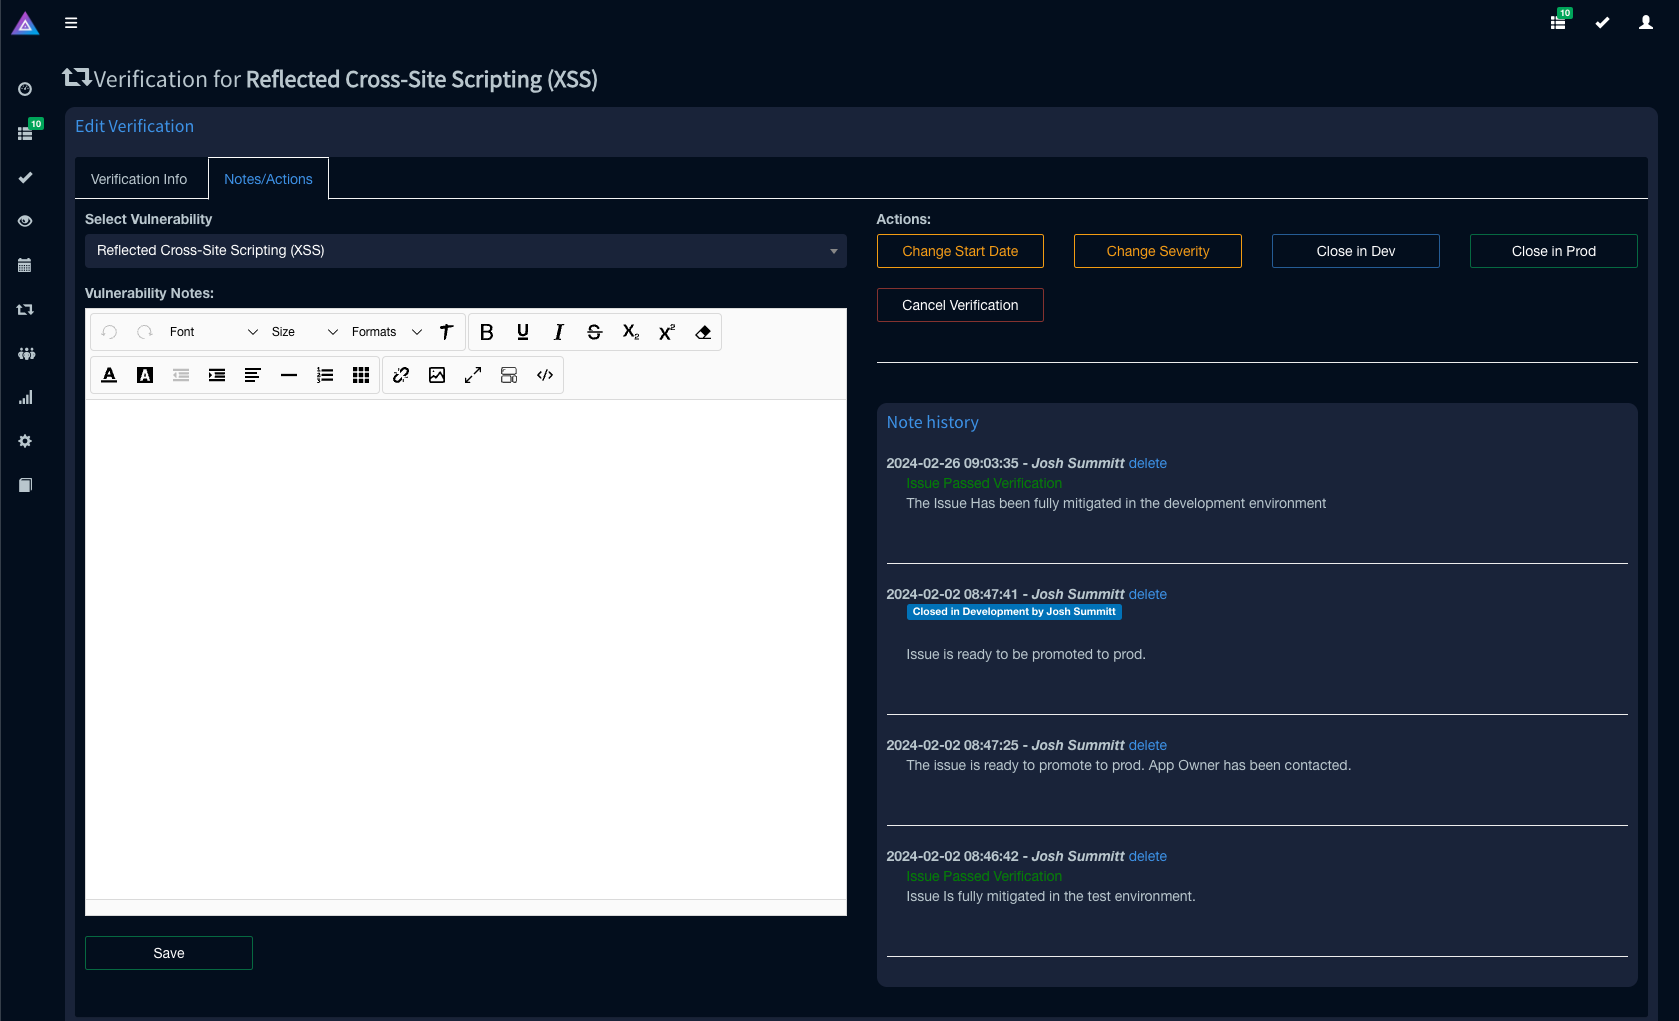 10
Verification for Reflected Cross-Site Scripting (XSS)
10
Edit Verification
Verification Info
Notes/Actions
Select Vulnerability
Reflected Cross-Site Scripting (XSS)
Vulnerability Notes:
Font
Size
Formats
Save
Actions:
Change Start Date
Change Severity
Close in Dev
Close in Prod
Cancel Verification
Note history
2024-02-26 09:03:35 - Josh Summitt delete
Issue Passed Verification
The Issue Has been fully mitigated in the development environment
2024-02-02 08:47:41 - Josh Summitt delete
Closed in Development by Josh Summitt
Issue is ready to be promoted to prod.
2024-02-02 08:47:25 - Josh Summitt delete
The issue is ready to promote to prod. App Owner has been contacted.
2024-02-02 08:46:42 - Josh Summitt delete
Issue Passed Verification
Issue Is fully mitigated in the test environment.